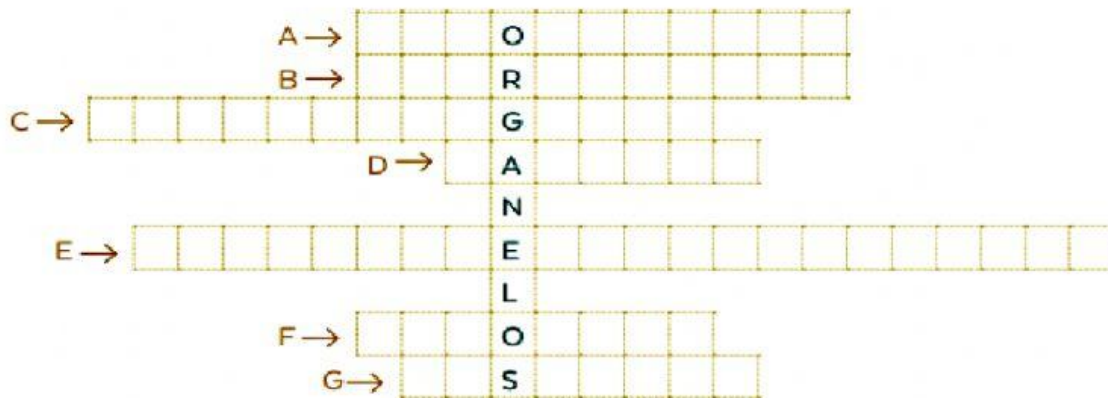 A → O
B → R
C → G
D → A
N
E → E
L
F → O
G → S